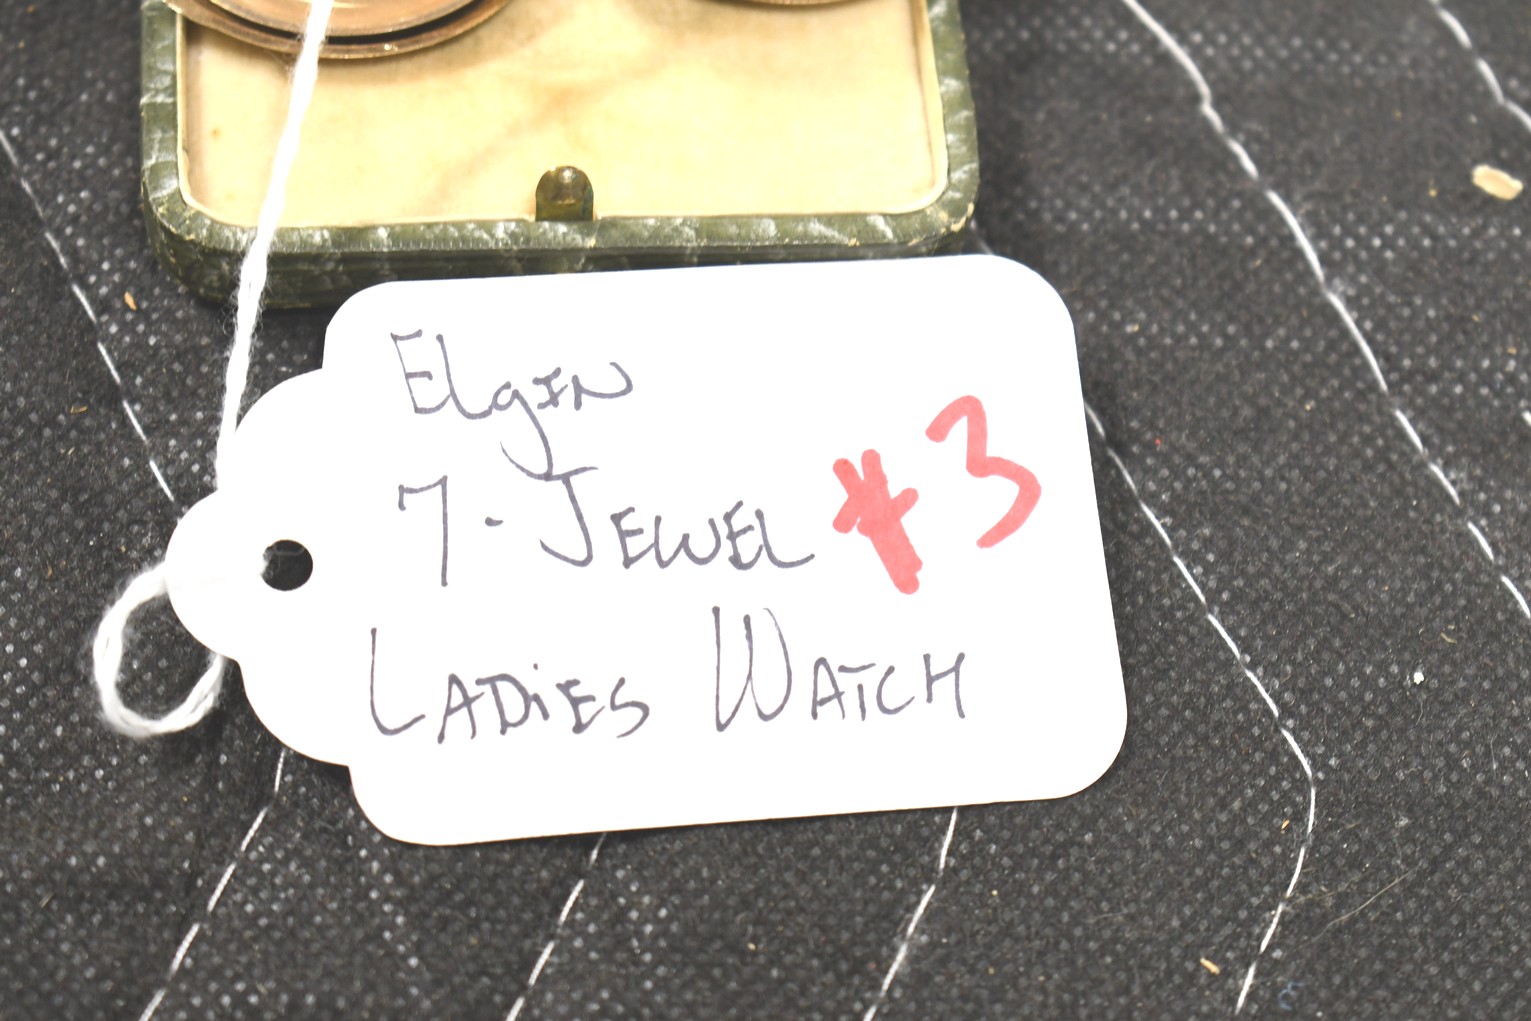 Elgin
7-Jewel #3
Ladies Watch